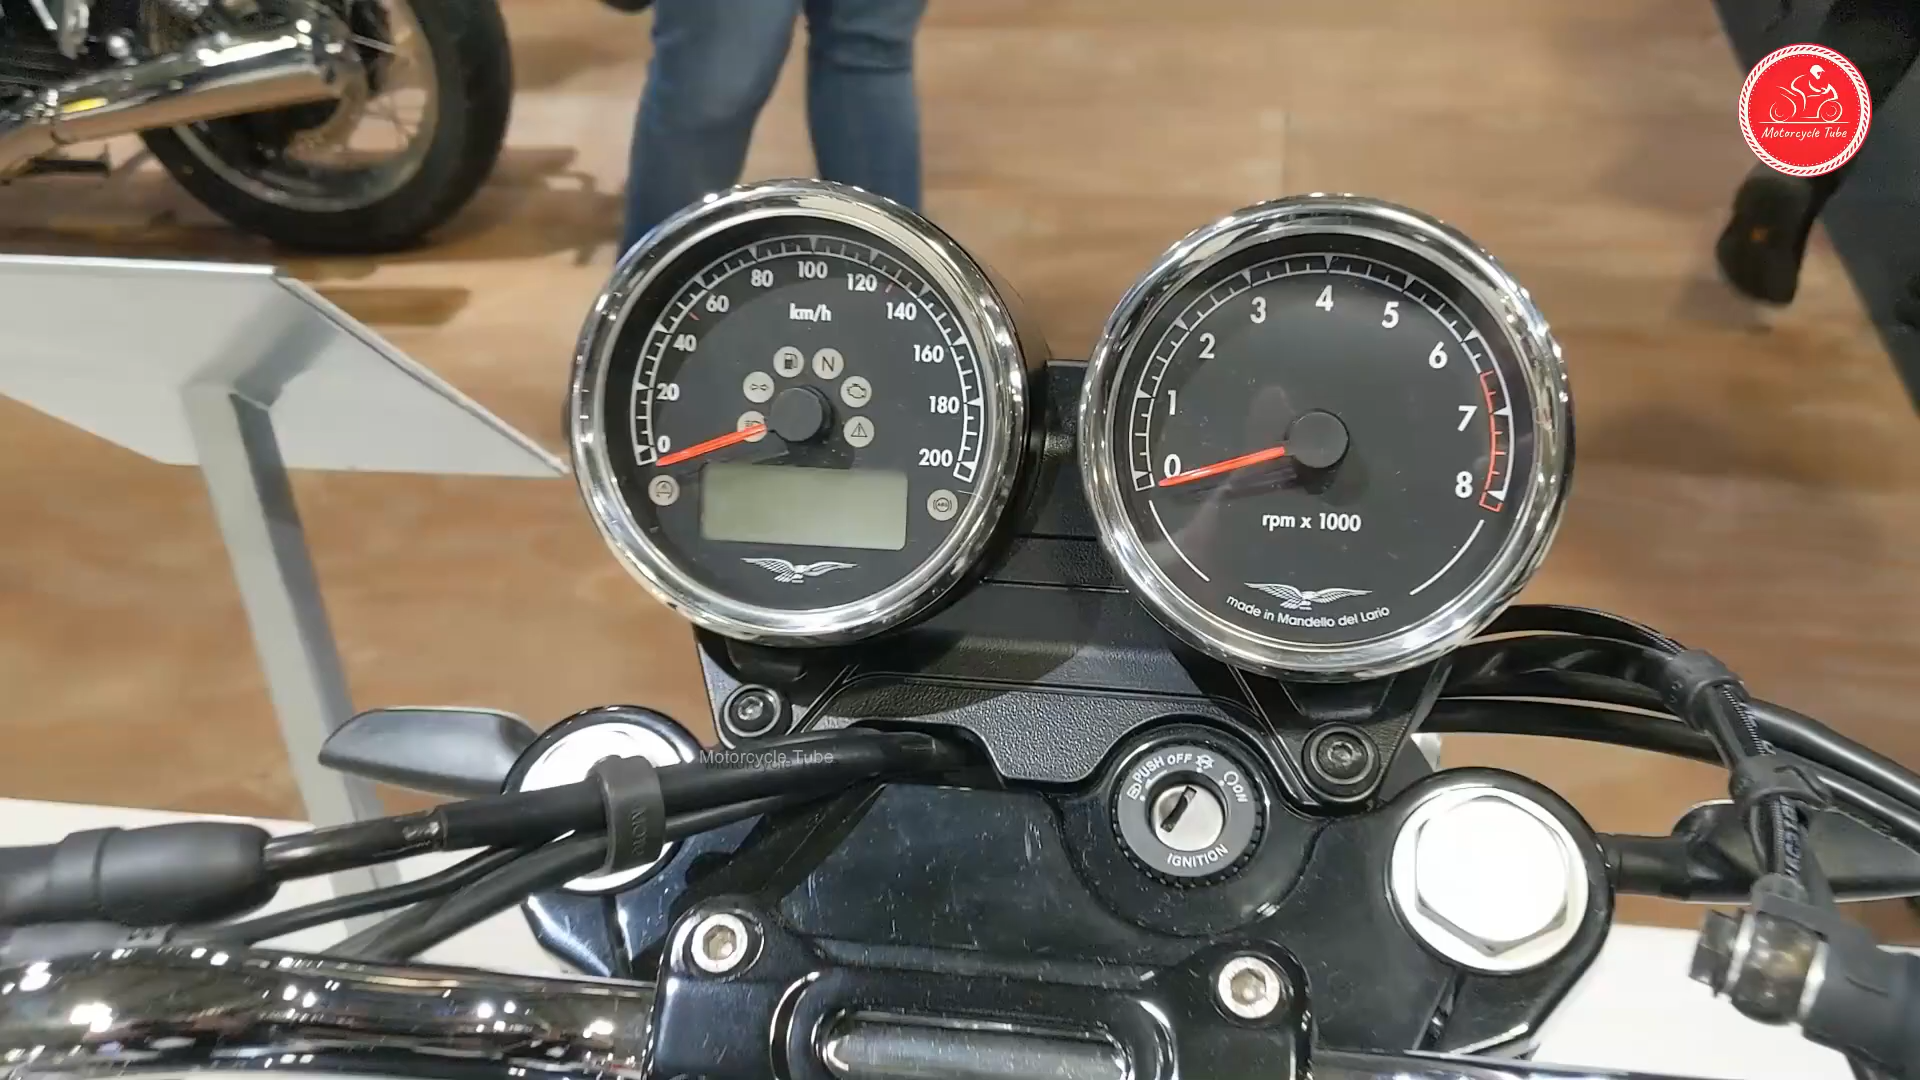 Motorcycle Tube
0
20
40
60
80
100
120
140
160
180
200
km/h
N
0
1
2
3
4
5
6
7
8
rpm x 1000
made in Mandello del Lario
Motorcycle Tube
PUSH OFF ON
IGNITION